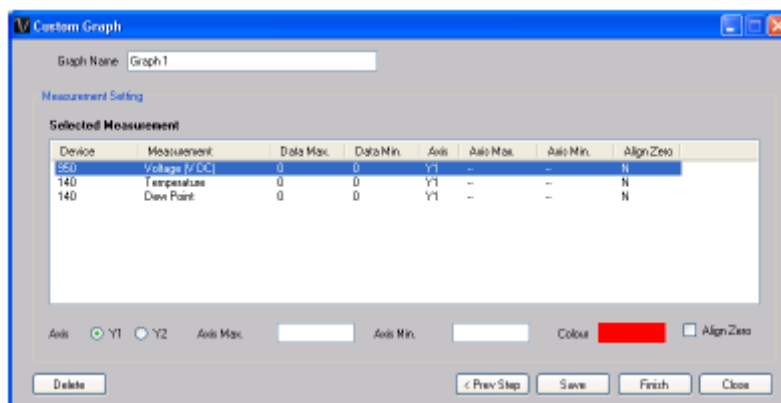 Custom Graph
Graph Name Graph 1
Measurement Setting
Selected Measurement
Device Measurement Data Max. Data Min. Axis Axis Max. Axis Min. Align Zero
950 Voltage [V DC] 0 0 Y1 -- -- N
140 Temperature 0 0 Y1 -- -- N
140 Dew Point 0 0 Y1 -- -- N
Axis Y1 Y2 Axis Max. Axis Min. Colour Align Zero
Delete < Prev Step Save Finish Close